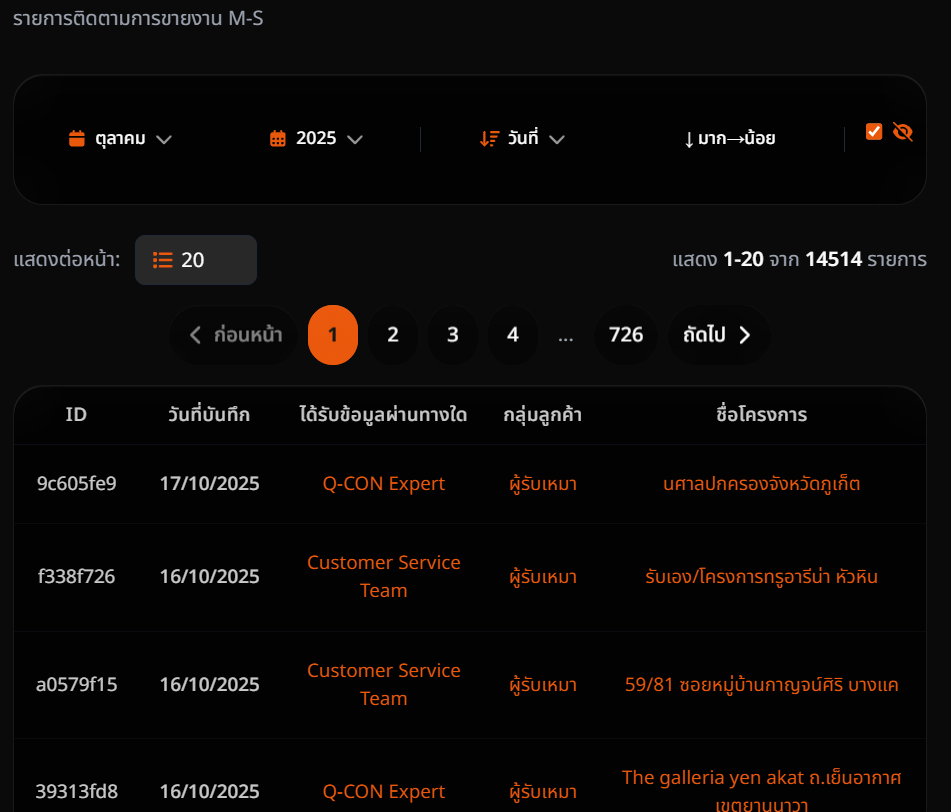 รายการติดตามการขายงาน M-S
ตุลาคม 2025 วันที่ ↓ มาก→น้อย
แสดงต่อหน้า: 20 แสดง 1-20 จาก 14514 รายการ
ก่อนหน้า 1 2 3 4 ... 726 ถัดไป
ID วันที่บันทึก ได้รับข้อมูลผ่านทางใด กลุ่มลูกค้า ชื่อโครงการ
9c605fe9 17/10/2025 Q-CON Expert ผู้รับเหมา นศาลปกครองจังหวัดภูเก็ต
f338f726 16/10/2025 Customer Service Team ผู้รับเหมา รับเอง/โครงการทรูอารีน่า หัวหิน
a0579f15 16/10/2025 Customer Service Team ผู้รับเหมา 59/81 ซอยหมู่บ้านกาญจน์ศิริ บางแค
39313fd8 16/10/2025 Q-CON Expert ผู้รับเหมา The galleria yen akat ถ.เย็นอากาศ
เขตยานนาวา